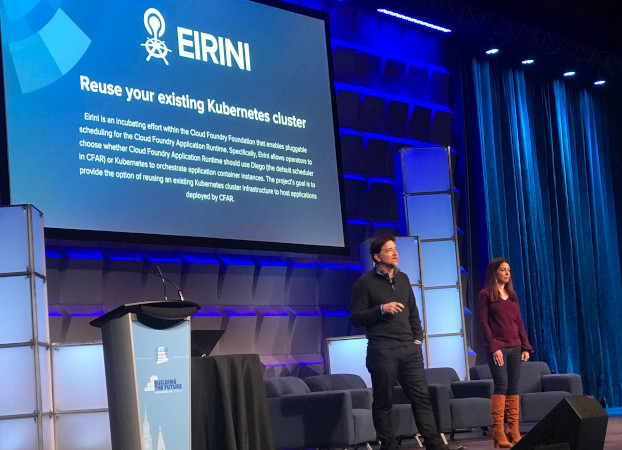 EIRINI
Reuse your existing Kubernetes cluster
Eirini is an incubating effort within the Cloud Foundry Foundation that enables pluggable
scheduling for the Cloud Foundry Application Runtime. Specifically, Eirini allows operators to
choose whether Cloud Foundry Application Runtime should use Diego (the default scheduler
in CFAR) or Kubernetes to orchestrate application container instances. The project's goal is to
provide the option of reusing an existing Kubernetes cluster infrastructure to host applications
deployed by CFAR.
BUILDING
THE FUTURE